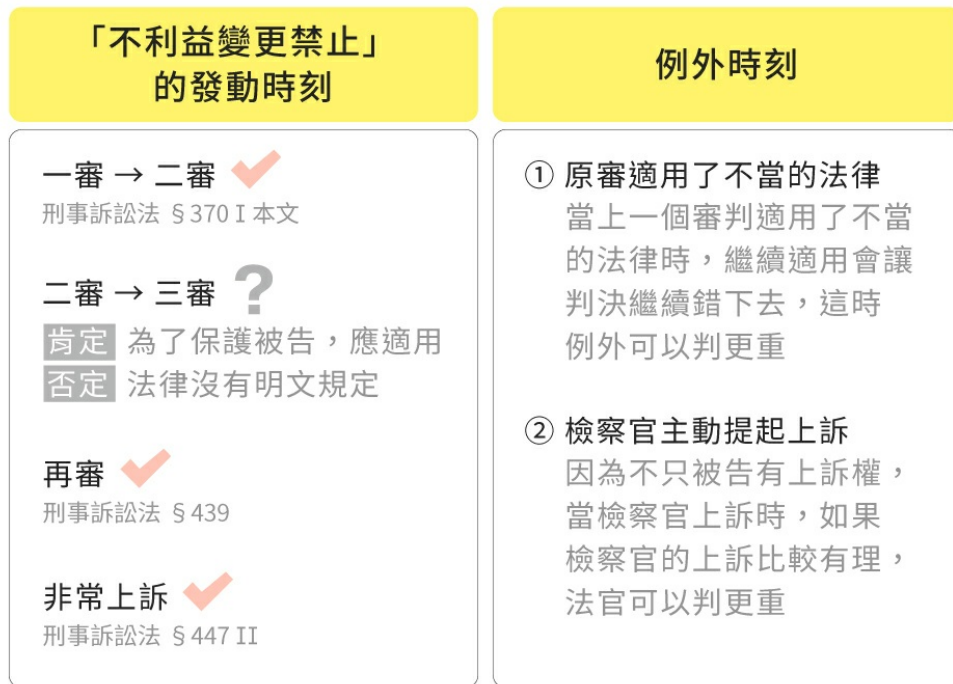 「不利益變更禁止」
的發動時刻
一審 → 二審
刑事訴訟法 §370 I 本文
二審 → 三審 ?
肯定 為了保護被告，應適用
否定 法律沒有明文規定
再審
刑事訴訟法 §439
非常上訴
刑事訴訟法 §447 II
例外時刻
① 原審適用了不當的法律
當上一個審判適用了不當
的法律時，繼續適用會讓
判決繼續錯下去，這時
例外可以判更重
② 檢察官主動提起上訴
因為不只被告有上訴權，
當檢察官上訴時，如果
檢察官的上訴比較有理，
法官可以判更重